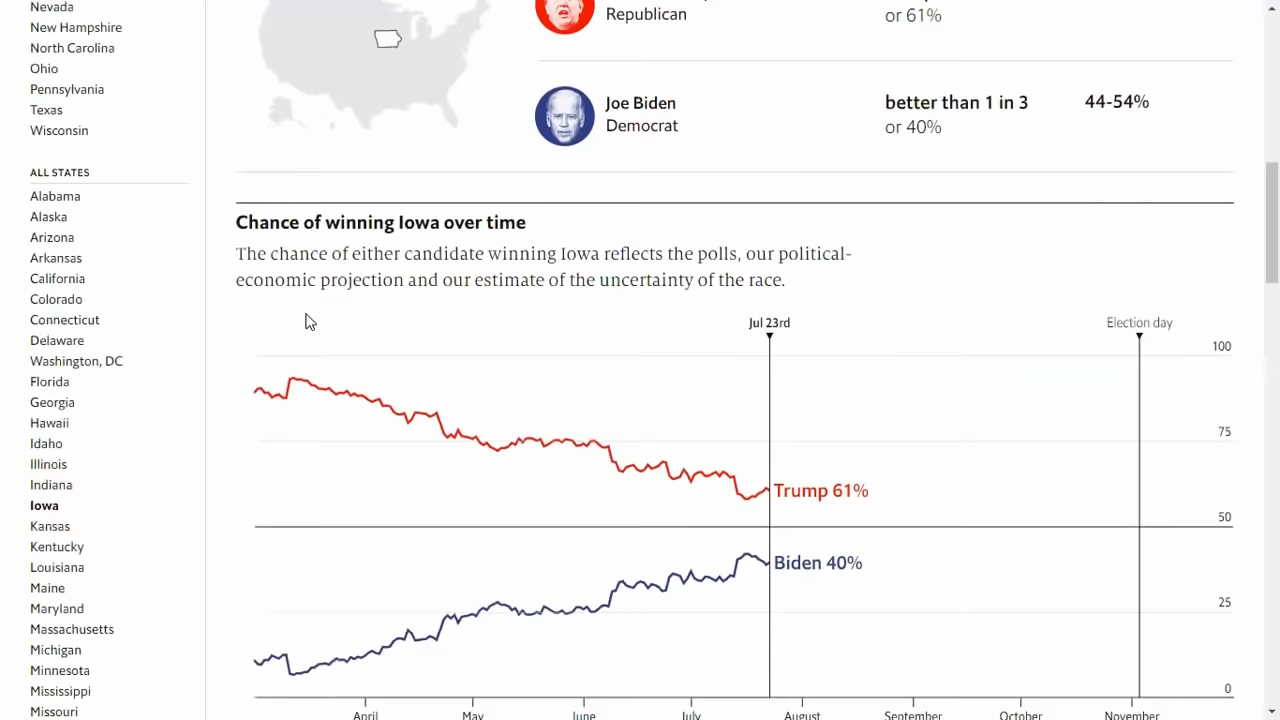 Nevada
New Hampshire
North Carolina
Ohio
Pennsylvania
Texas
Wisconsin
ALL STATES
Alabama
Alaska
Arizona
Arkansas
California
Colorado
Connecticut
Delaware
Washington, DC
Florida
Georgia
Hawaii
Idaho
Illinois
Indiana
Iowa
Kansas
Kentucky
Louisiana
Maine
Maryland
Massachusetts
Michigan
Minnesota
Mississippi
Missouri
Republican
or 61%
Joe Biden
Democrat
better than 1 in 3
or 40%
44-54%
Chance of winning Iowa over time
The chance of either candidate winning Iowa reflects the polls, our political-
economic projection and our estimate of the uncertainty of the race.
Jul 23rd
Election day
100
75
Trump 61%
50
Biden 40%
25
0
April May June July August September October November